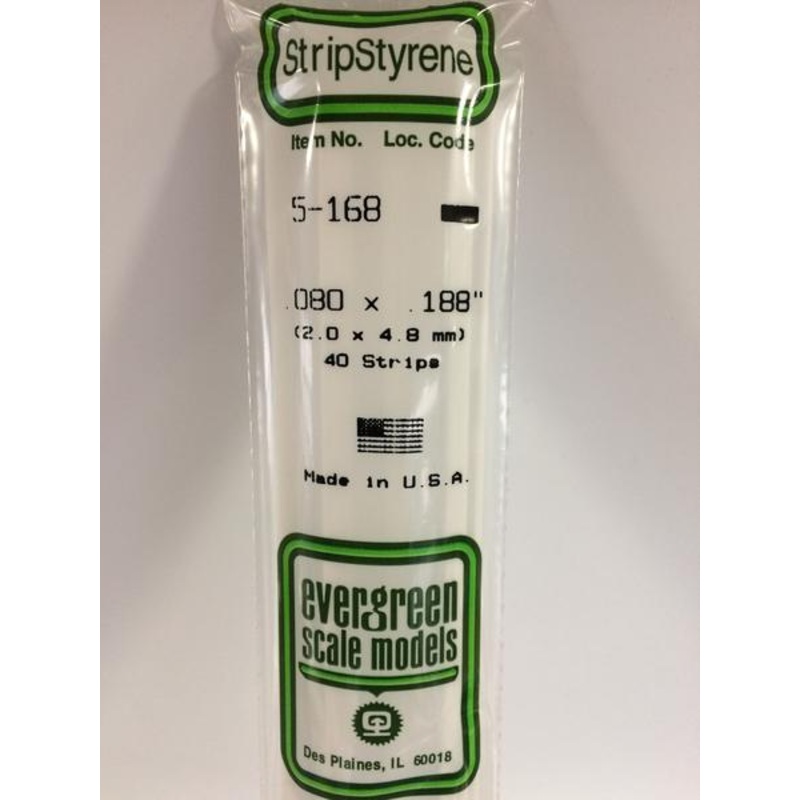 StripStyrene
Item No. Loc. Code
5-168
.080 x .188"
(2.0 x 4.8 mm)
40 Strips
Made in U.S.A.
evergreen
scale models
Des Plaines, IL 60018